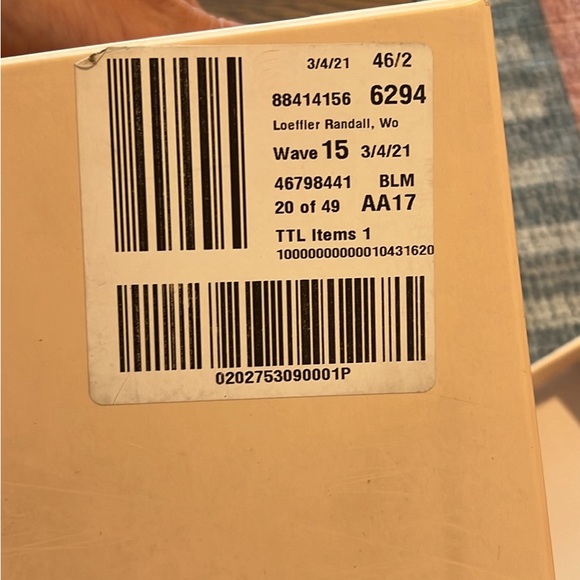 3/4/21 46/2
88414156 6294
Loeffler Randall, Wo
Wave 15 3/4/21
46798441 BLM
20 of 49 AA17
TTL Items 1
10000000000010431620
0202753090001P